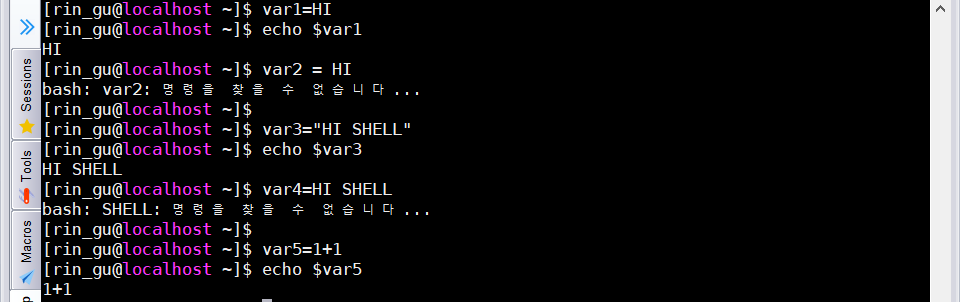 [rin_gu@localhost ~]$ var1=HI
[rin_gu@localhost ~]$ echo $var1
HI
[rin_gu@localhost ~]$ var2 = HI
bash: var2: 명령을 찾을 수 없습니다...
[rin_gu@localhost ~]$
[rin_gu@localhost ~]$ var3="HI SHELL"
[rin_gu@localhost ~]$ echo $var3
HI SHELL
[rin_gu@localhost ~]$ var4=HI SHELL
bash: SHELL: 명령을 찾을 수 없습니다...
[rin_gu@localhost ~]$
[rin_gu@localhost ~]$ var5=1+1
[rin_gu@localhost ~]$ echo $var5
1+1
Sessions
Tools
Macros